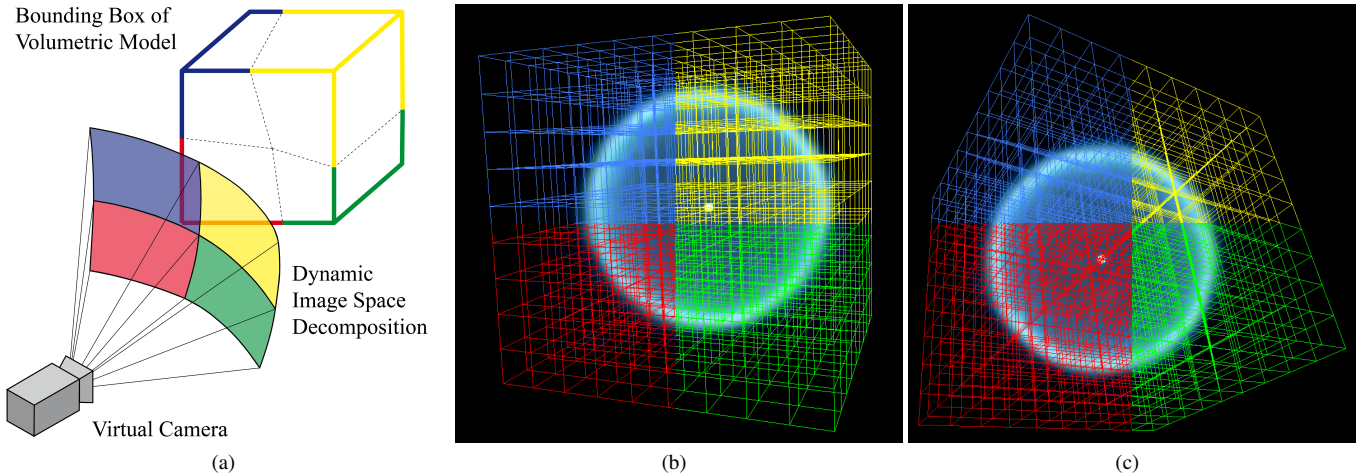 Bounding Box of
Volumetric Model
Dynamic
Image Space
Decomposition
Virtual Camera
(a)
(b)
(c)